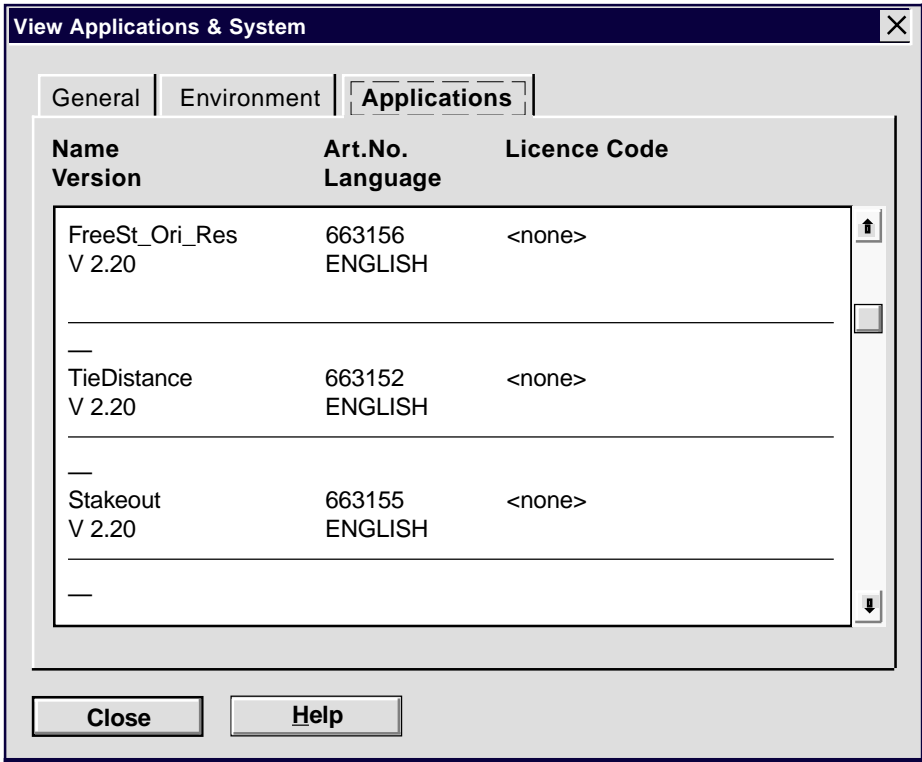 View Applications & System
General Environment Applications
Name Art.No. Licence Code
Version Language
FreeSt_Ori_Res 663156 <none>
V 2.20 ENGLISH
TieDistance 663152 <none>
V 2.20 ENGLISH
Stakeout 663155 <none>
V 2.20 ENGLISH
Close Help